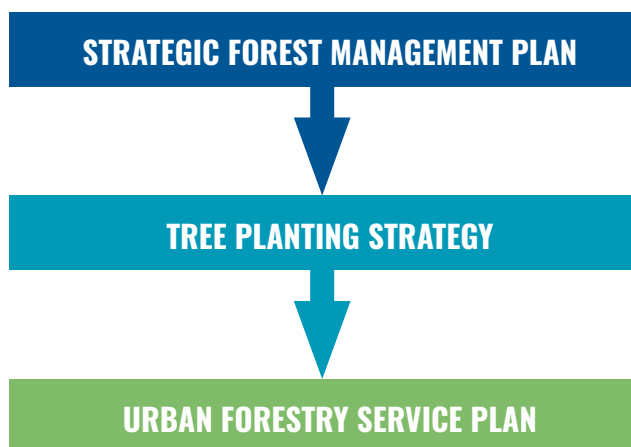 STRATEGIC FOREST MANAGEMENT PLAN
TREE PLANTING STRATEGY
URBAN FORESTRY SERVICE PLAN